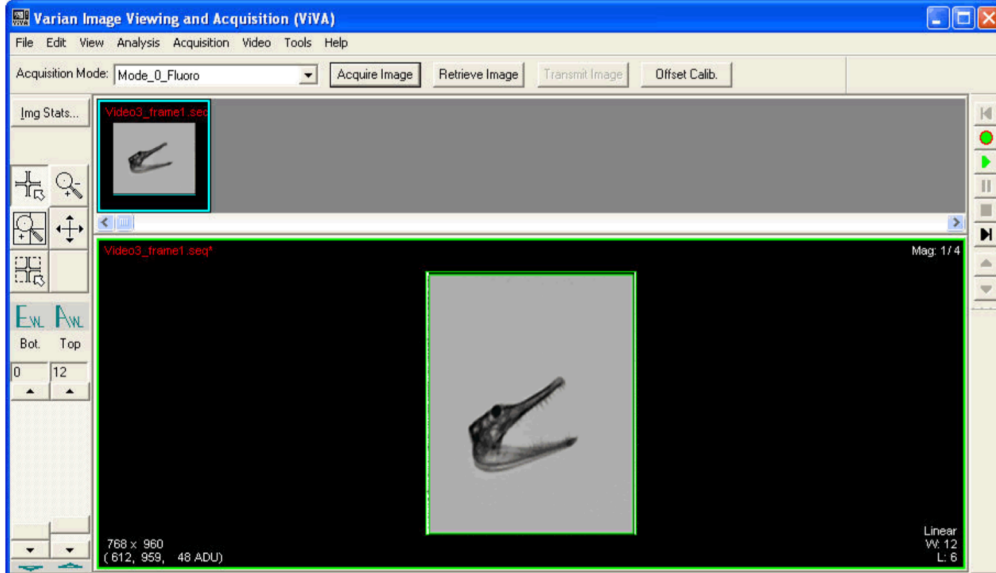 Varian Image Viewing and Acquisition (ViVA)
File Edit View Analysis Acquisition Video Tools Help
Acquisition Mode: Mode_0_Fluoro Acquire Image Retrieve Image Transmit Image Offset Calib.
Img Stats...
Video3_frame1.seq
Video3_frame1.seq*
Mag: 1/4
EWL AWL
Bot. Top
0 12
768 x 960
( 612, 959, 48 ADU)
Linear
W: 12
L: 6